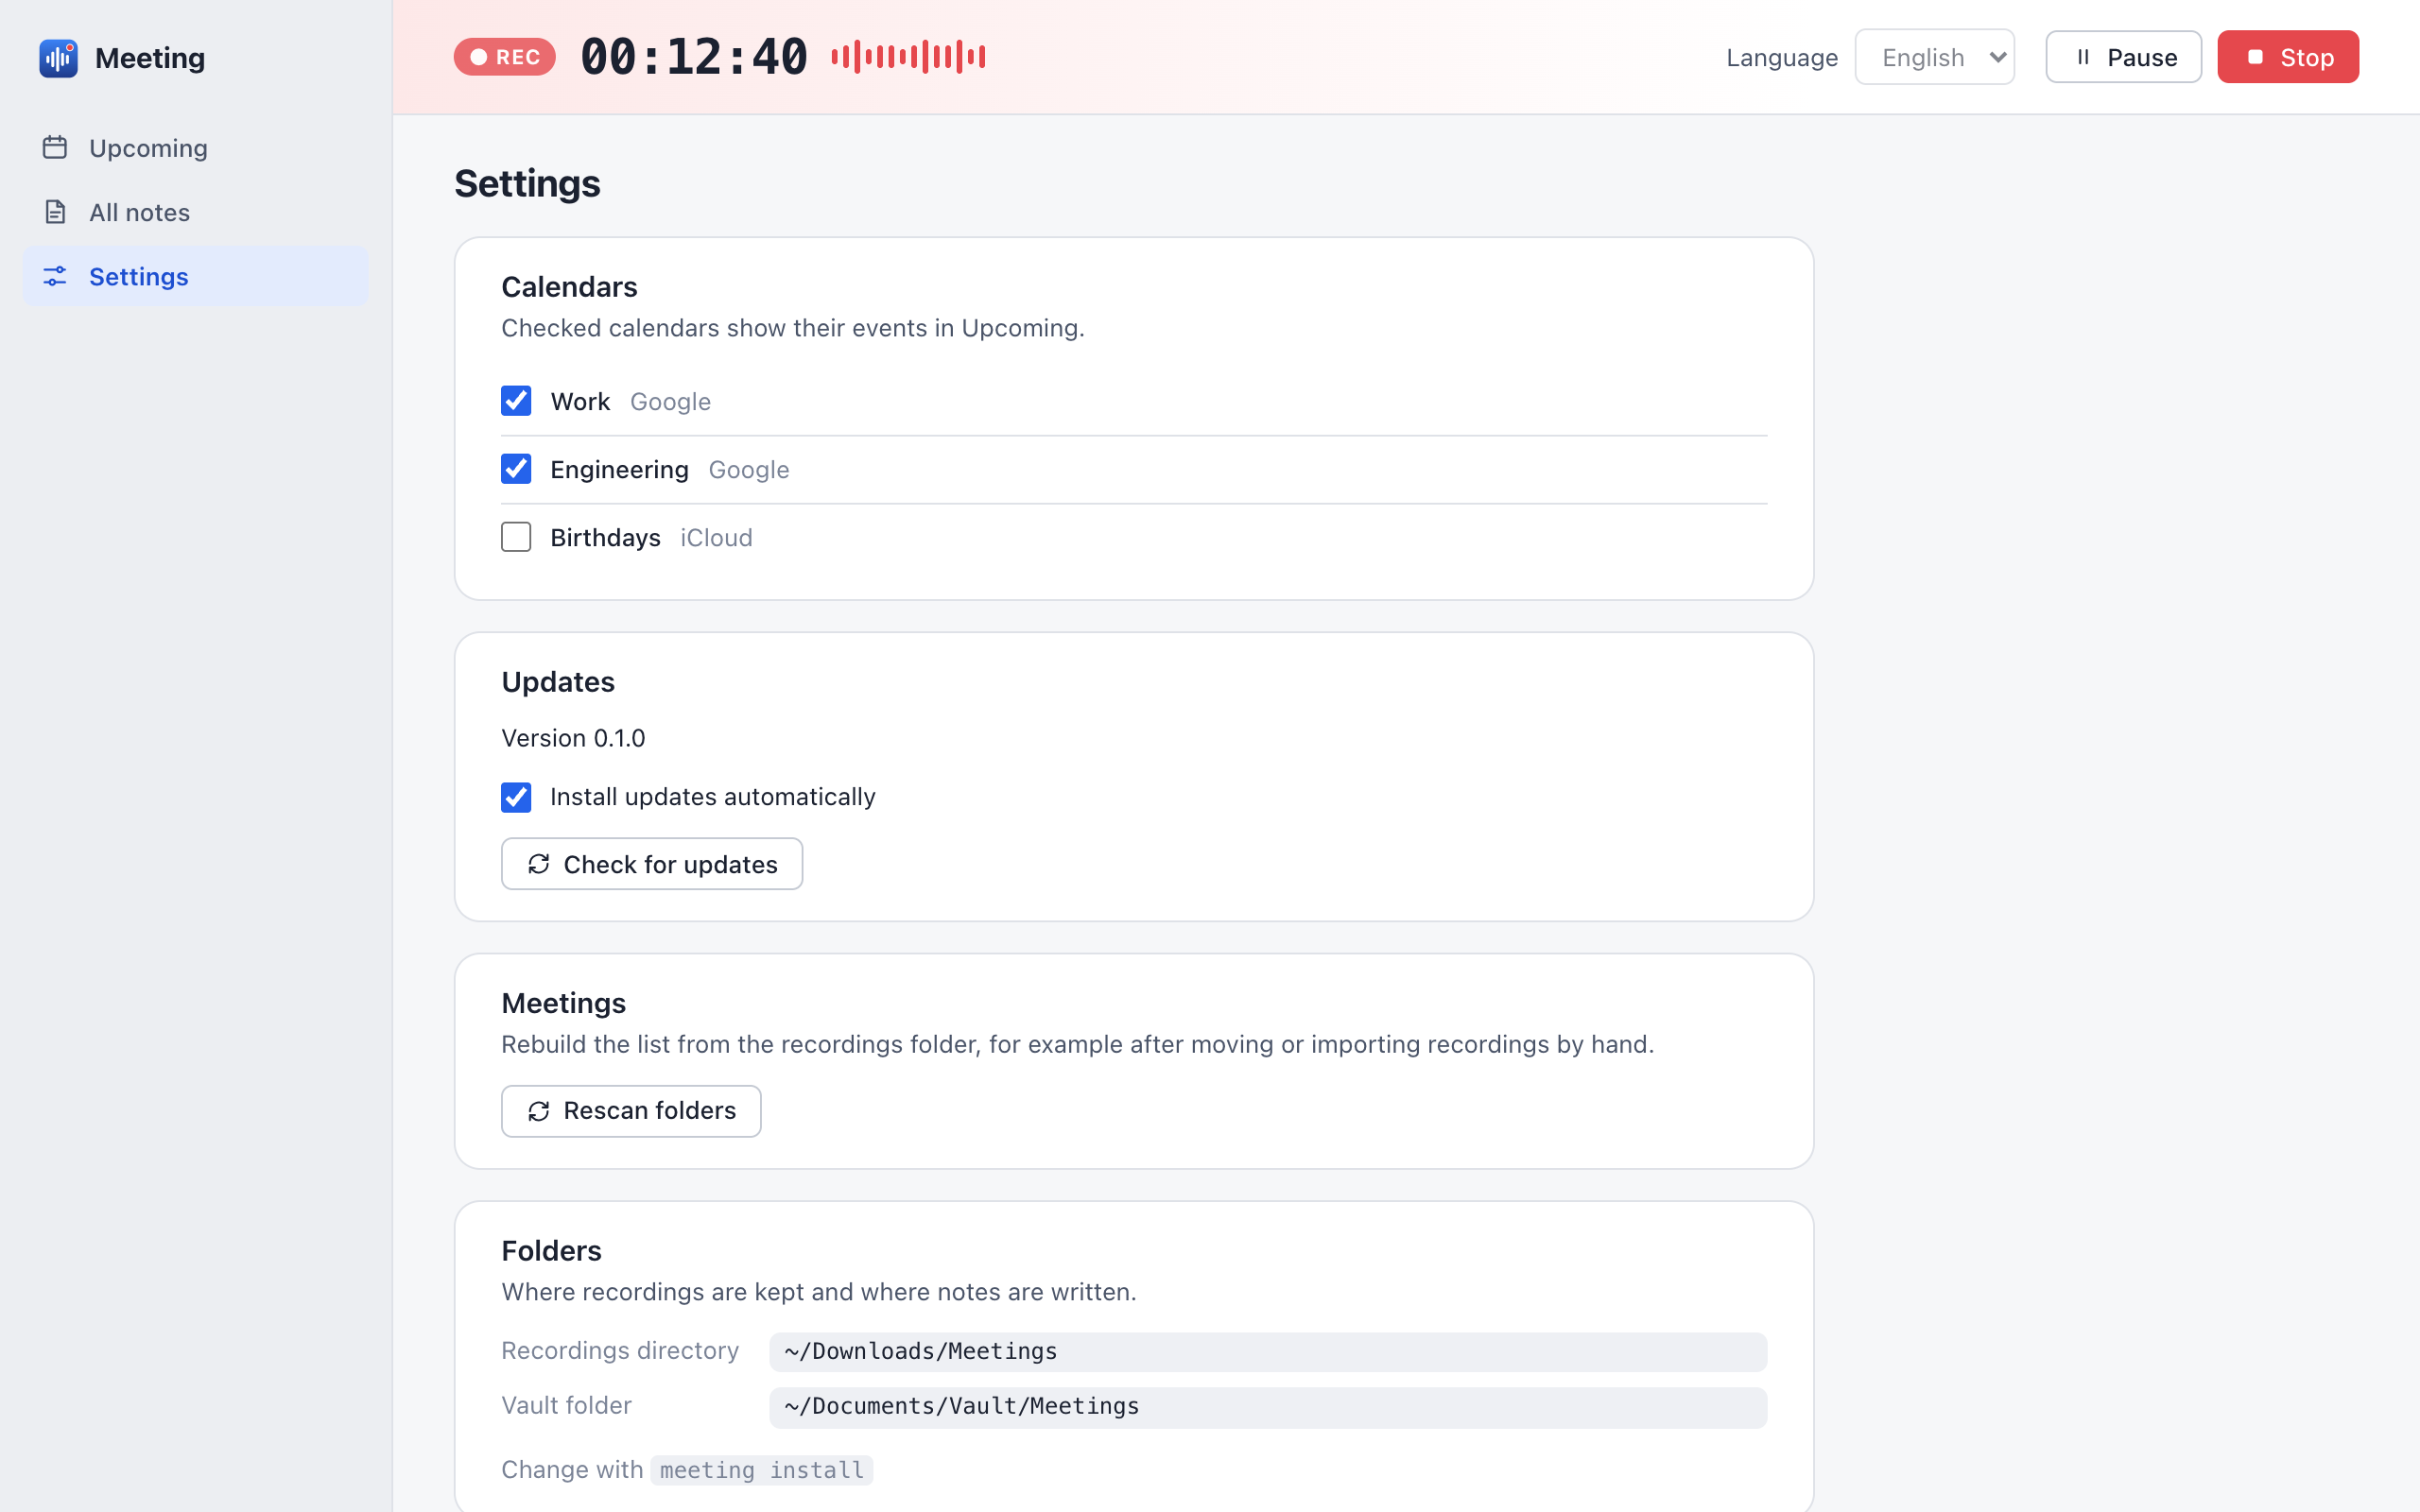 Meeting
Upcoming
All notes
Settings
REC 00:12:40 Language English Pause Stop
Settings
Calendars
Checked calendars show their events in Upcoming.
Work Google
Engineering Google
Birthdays iCloud
Updates
Version 0.1.0
Install updates automatically
Check for updates
Meetings
Rebuild the list from the recordings folder, for example after moving or importing recordings by hand.
Rescan folders
Folders
Where recordings are kept and where notes are written.
Recordings directory ~/Downloads/Meetings
Vault folder ~/Documents/Vault/Meetings
Change with meeting install